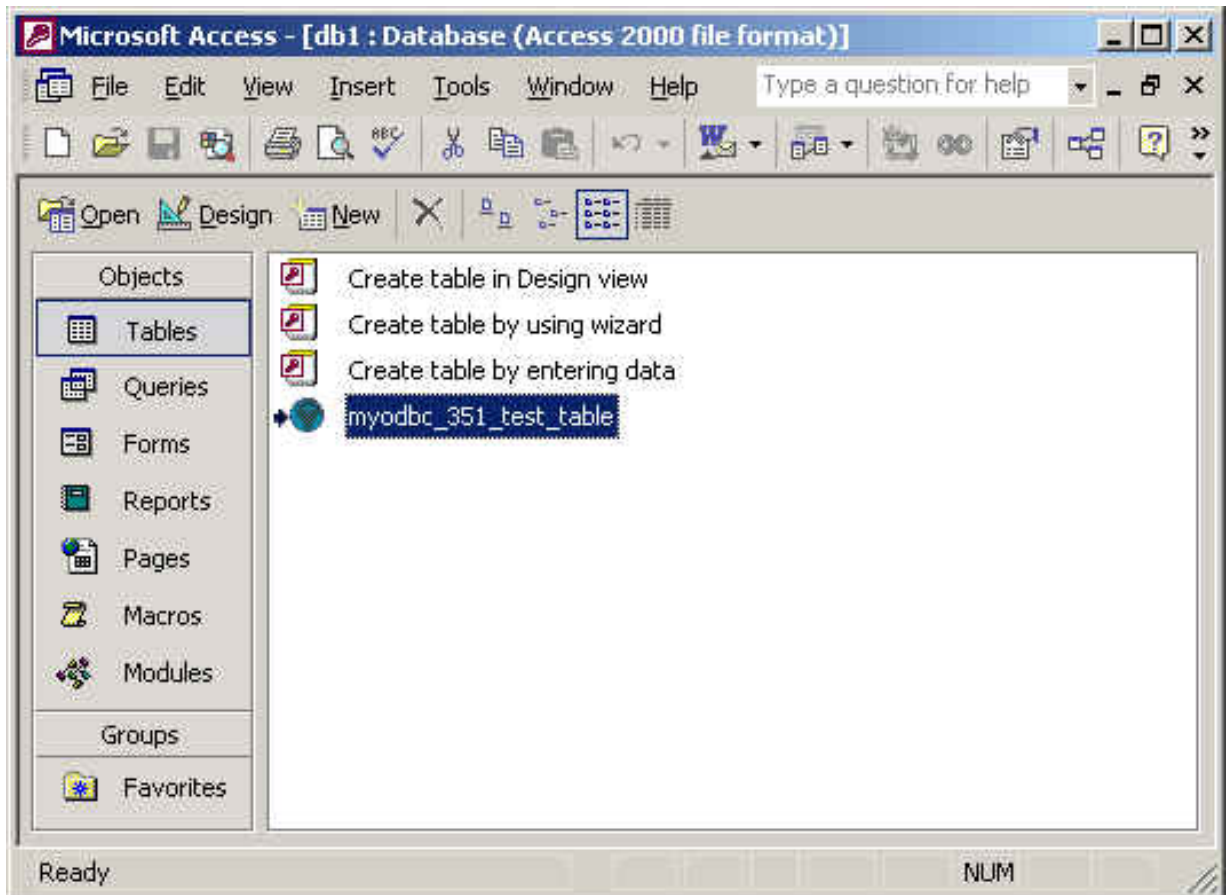 Microsoft Access - [db1 : Database (Access 2000 file format)]
File Edit View Insert Tools Window Help Type a question for help
ABC W
Open Design New
Objects
Tables
Queries
Forms
Reports
Pages
Macros
Modules
Groups
Favorites
Create table in Design view
Create table by using wizard
Create table by entering data
myodbc_351_test_table
Ready NUM